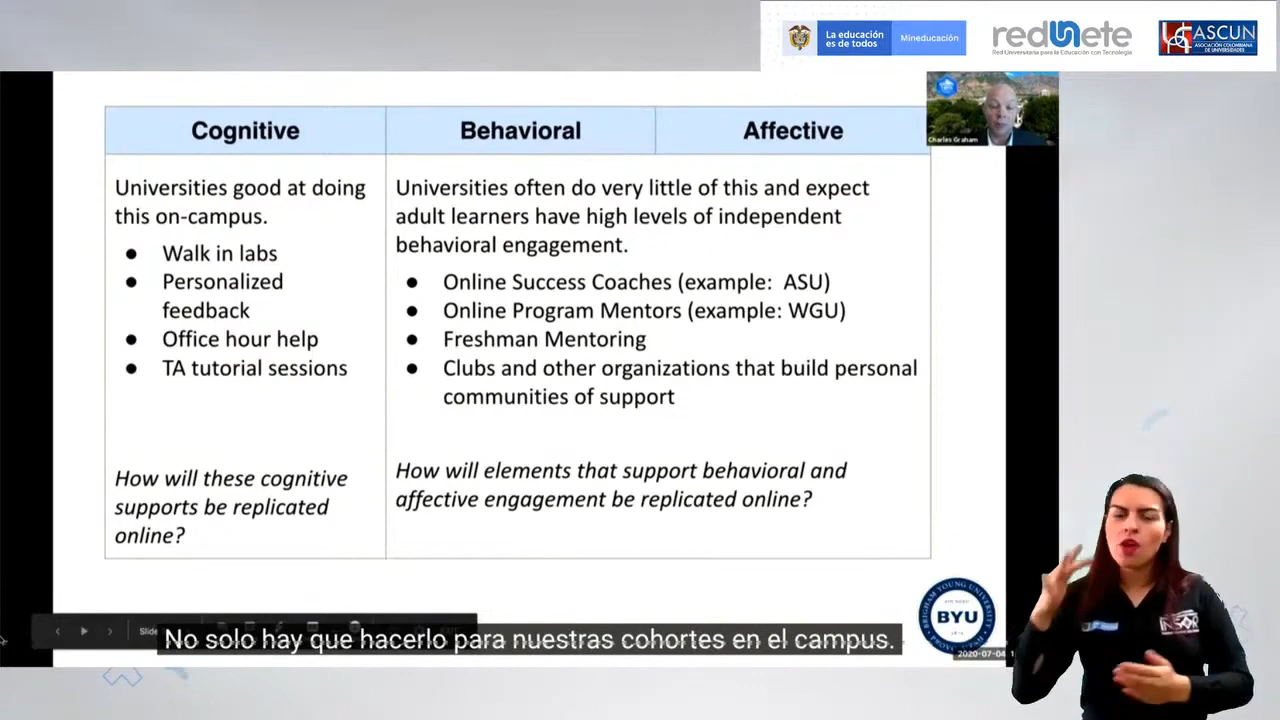 La educación
es de todos
Mineducación
redunete
Red Universitaria para la Educación con Tecnología
ASCUN
ASOCIACIÓN COLOMBIANA
DE UNIVERSIDADES
Charles Graham
Cognitive
Behavioral
Affective
Universities good at doing
this on-campus.
● Walk in labs
● Personalized
feedback
● Office hour help
● TA tutorial sessions
How will these cognitive
supports be replicated
online?
Universities often do very little of this and expect
adult learners have high levels of independent
behavioral engagement.
● Online Success Coaches (example: ASU)
● Online Program Mentors (example: WGU)
● Freshman Mentoring
● Clubs and other organizations that build personal
communities of support
How will elements that support behavioral and
affective engagement be replicated online?
BRIGHAM YOUNG UNIVERSITY
BYU
2020-07-04
No solo hay que hacerlo para nuestras cohortes en el campus.
INSOR